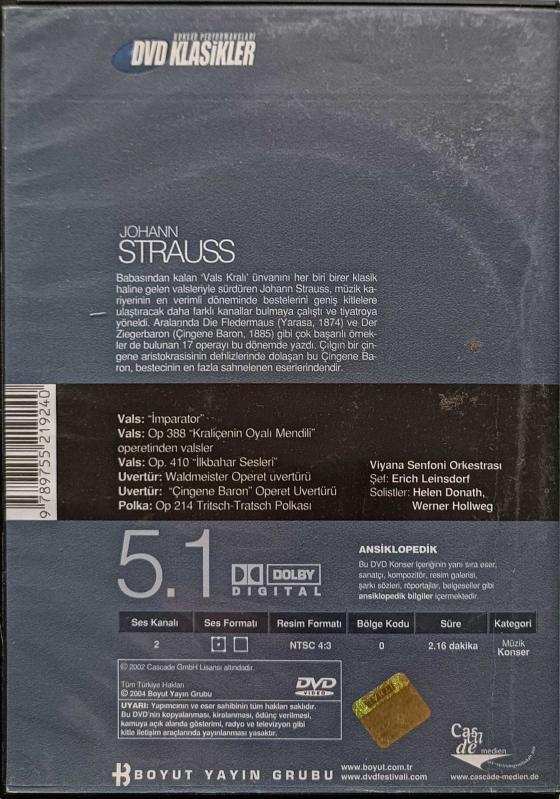 KONSER PERFORMANSLARI
DVD KLASİKLER
JOHANN
STRAUSS
Babasından kalan 'Vals Kralı' ünvanını her biri birer klasik
haline gelen valsleriyle sürdüren Johann Strauss, müzik ka-
riyerinin en verimli döneminde bestelerini geniş kitlelere
ulaştıracak daha farklı kanallar bulmaya çalıştı ve tiyatroya
yöneldi. Aralarında Die Fledermaus (Yarasa, 1874) ve Der
Ziegerbaron (Çingene Baron, 1885) gibi çok başarılı örnek-
ler de bulunan 17 operayı bu dönemde yazdı. Çılgın bir çin-
gene aristokrasisinin dehlizlerinde dolaşan bu Çingene Ba-
ron, bestecinin en fazla sahnelenen eserlerindendir.
9789755219240
Vals: "İmparator"
Vals: Op 388 "Kraliçenin Oyalı Mendili"
operetinden valsler
Vals: Op. 410 "İlkbahar Sesleri"
Uvertür: Waldmeister Operet uvertürü
Uvertür: "Çingene Baron" Operet Uvertürü
Polka: Op 214 Tritsch-Tratsch Polkası
Viyana Senfoni Orkestrası
Şef: Erich Leinsdorf
Solistler: Helen Donath,
Werner Hollweg
5.1
DOLBY
DIGITAL
ANSİKLOPEDİK
Bu DVD Konser içeriğinin yanı sıra eser,
sanatçı, kompozitör, resim galerisi,
şarkı sözleri, röportajlar, belgeseller gibi
ansiklopedik bilgiler içermektedir.
Ses Kanalı Ses Formatı Resim Formatı Bölge Kodu Süre Kategori
2 NTSC 4:3 0 2.16 dakika Müzik
Konser
© 2002 Cascade GmbH Lisansı altındadır.
Tüm Türkiye Hakları
© 2004 Boyut Yayın Grubu
DVD
VIDEO
UYARI: Yapımcının ve eser sahibinin tüm hakları saklıdır.
Bu DVD'nin kopyalanması, kiralanması, ödünç verilmesi,
kamuya açık alanda gösterimi, radyo ve televizyon gibi
kitle iletişim araçlarında yayınlanması yasaktır.
Cascade
medien
BOYUT YAYIN GRUBU
www.boyut.com.tr
www.dvdfestivali.com
www.cascade-medien.de